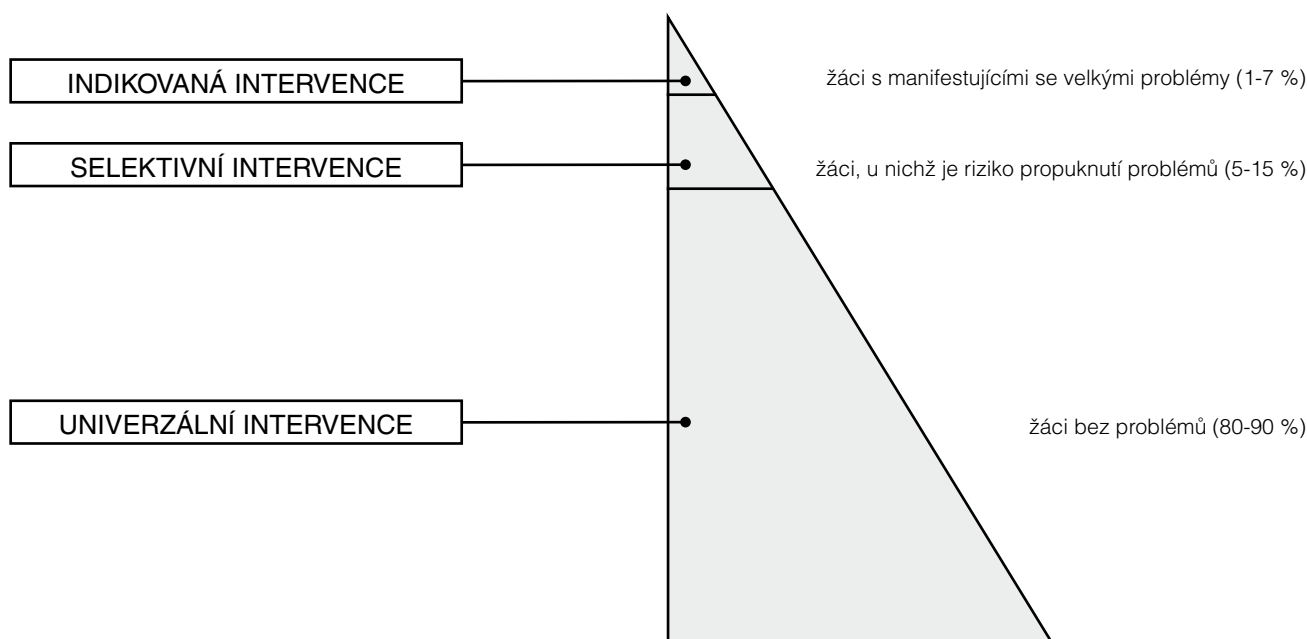 INDIKOVANÁ INTERVENCE
žáci s manifestujícími se velkými problémy (1-7 %)
SELEKTIVNÍ INTERVENCE
žáci, u nichž je riziko propuknutí problémů (5-15 %)
UNIVERZÁLNÍ INTERVENCE
žáci bez problémů (80-90 %)